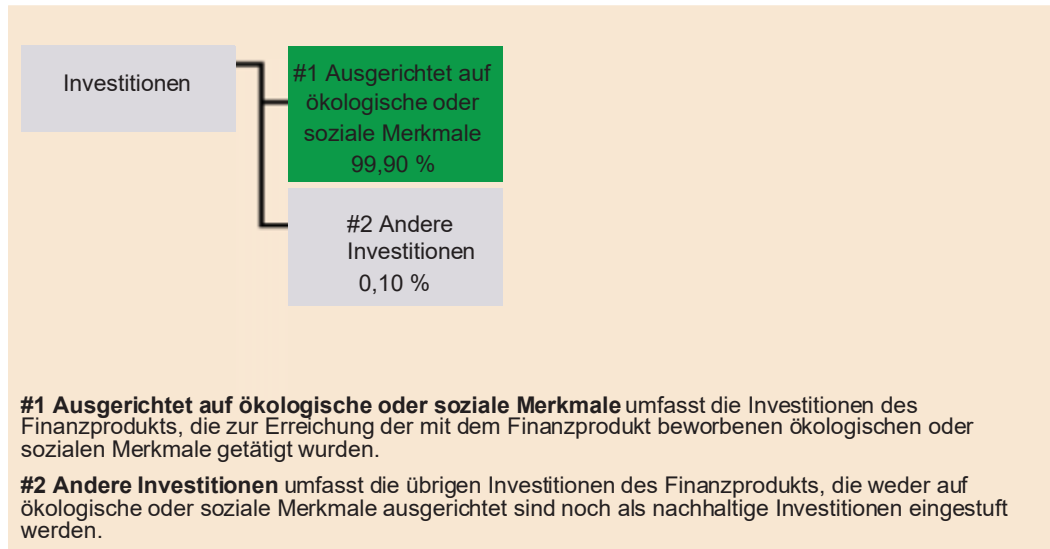 Investitionen
#1 Ausgerichtet auf
ökologische oder
soziale Merkmale
99,90 %
#2 Andere
Investitionen
0,10 %
#1 Ausgerichtet auf ökologische oder soziale Merkmale umfasst die Investitionen des
Finanzprodukts, die zur Erreichung der mit dem Finanzprodukt beworbenen ökologischen oder
sozialen Merkmale getätigt wurden.
#2 Andere Investitionen umfasst die übrigen Investitionen des Finanzprodukts, die weder auf
ökologische oder soziale Merkmale ausgerichtet sind noch als nachhaltige Investitionen eingestuft
werden.